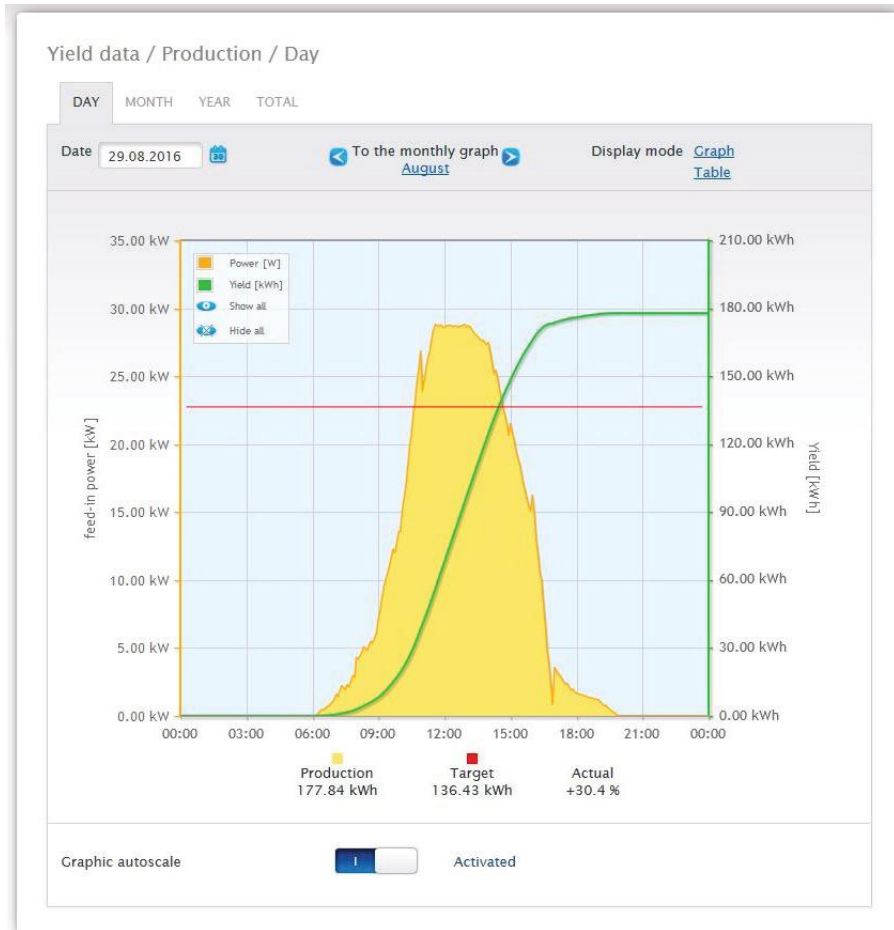 Yield data / Production / Day
DAY MONTH YEAR TOTAL
Date 29.08.2016 30 To the monthly graph Display mode Graph
August Table
35.00 kW 210.00 kWh
Power [W]
Yield [kWh]
30.00 kW Show all 180.00 kWh
Hide all
25.00 kW 150.00 kWh
20.00 kW 120.00 kWh
feed-in power [kW] Yield [kWh]
15.00 kW 90.00 kWh
10.00 kW 60.00 kWh
5.00 kW 30.00 kWh
0.00 kW 0.00 kWh
00:00 03:00 06:00 09:00 12:00 15:00 18:00 21:00 00:00
Production Target Actual
177.84 kWh 136.43 kWh +30.4 %
Graphic autoscale I Activated